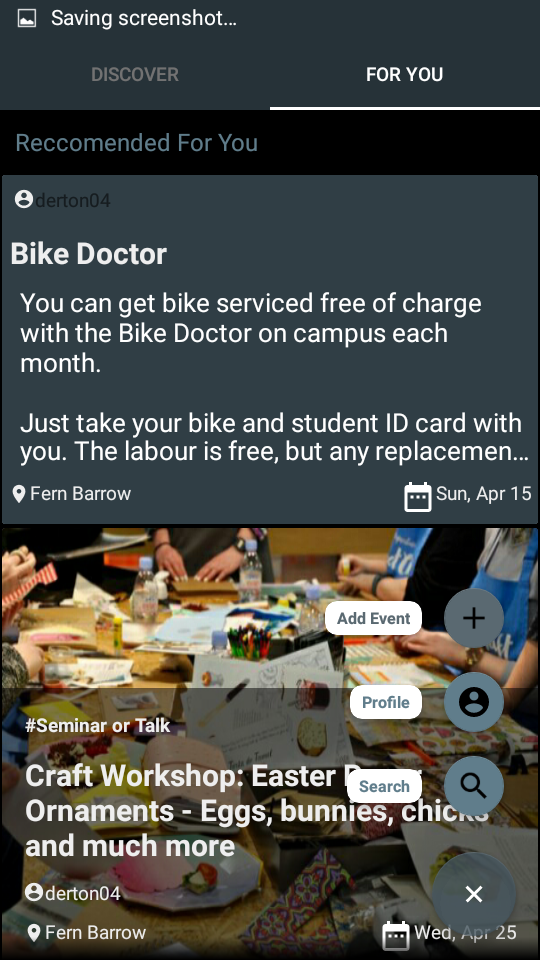 Saving screenshot...
DISCOVER
FOR YOU
Reccomended For You
derton04
Bike Doctor
You can get bike serviced free of charge
with the Bike Doctor on campus each
month.
Just take your bike and student ID card with
you. The labour is free, but any replacemen...
Fern Barrow
Sun, Apr 15
Add Event
Profile
#Seminar or Talk
Search
Craft Workshop: Easter
Ornaments - Eggs, bunnies, chicks
and much more
derton04
Fern Barrow
Wed, Apr 25